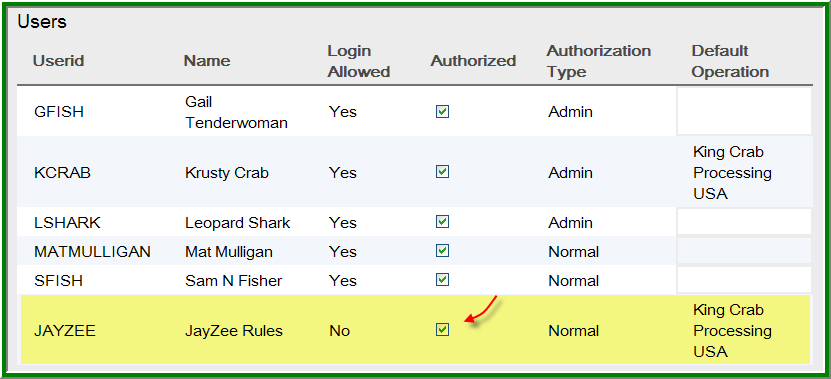 Users
Userid Name Login Allowed Authorized Authorization Type Default Operation
GFISH Gail Tenderwoman Yes Admin
KCRAB Krusty Crab Yes Admin King Crab Processing USA
LSHARK Leopard Shark Yes Admin
MATMULLIGAN Mat Mulligan Yes Normal
SFISH Sam N Fisher Yes Normal
JAYZEE JayZee Rules No Normal King Crab Processing USA